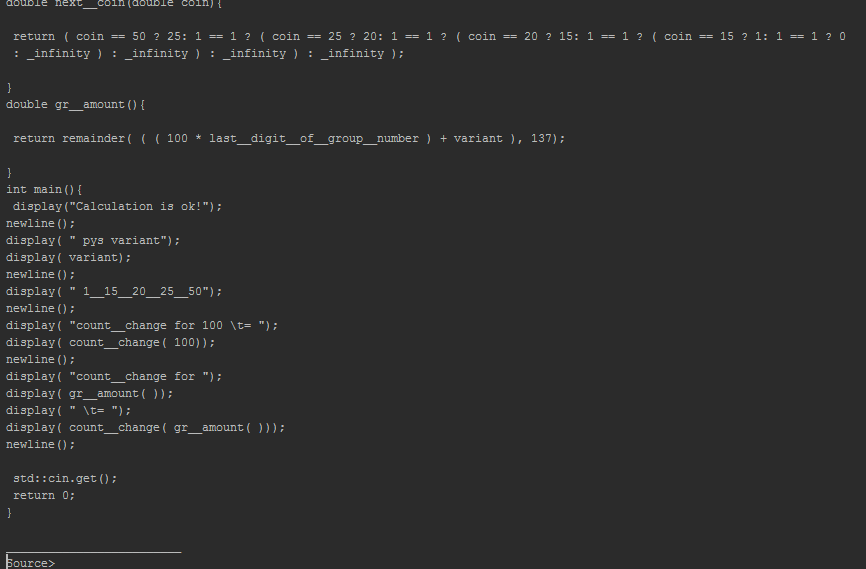 double next__coin(double coin){
return ( coin == 50 ? 25: 1 == 1 ? ( coin == 25 ? 20: 1 == 1 ? ( coin == 20 ? 15: 1 == 1 ? ( coin == 15 ? 1: 1 == 1 ? 0
: _infinity ) : _infinity ) : _infinity ) : _infinity );
}
double gr__amount(){
return remainder( ( ( 100 * last__digit__of__group__number ) + variant ), 137);
}
int main(){
display("Calculation is ok!");
newline();
display( " pys variant");
display( variant);
newline();
display( " 1__15__20__25__50");
newline();
display( "count__change for 100 \t= ");
display( count__change( 100));
newline();
display( "count__change for ");
display( gr__amount( ));
display( " \t= ");
display( count__change( gr__amount( )));
newline();
std::cin.get();
return 0;
}
Source>